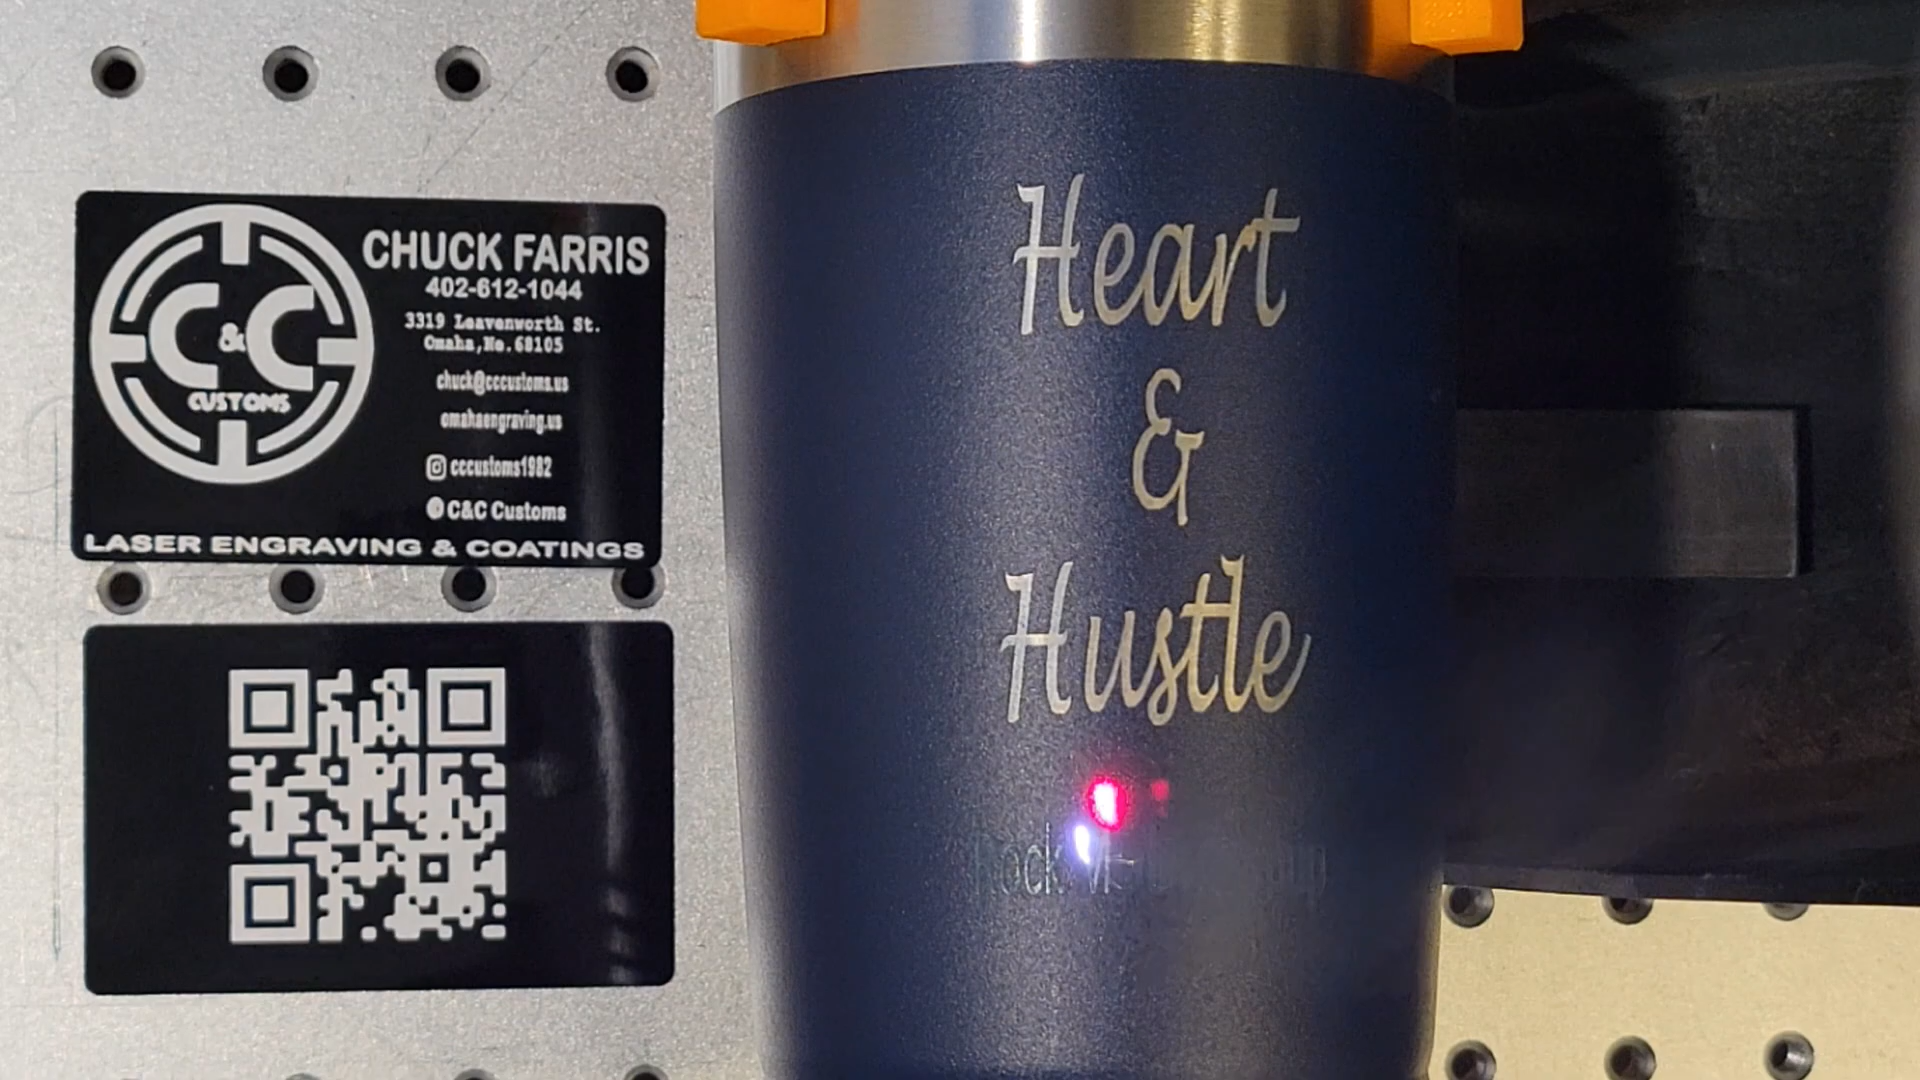 CHUCK FARRIS
402-612-1044
3319 Leavenworth St.
Omaha,Ne.68105
chuck@cccustoms.us
omahaengraving.us
cccustoms1982
C&C Customs
C&C
CUSTOMS
LASER ENGRAVING & COATINGS
Heart
&
Hustle